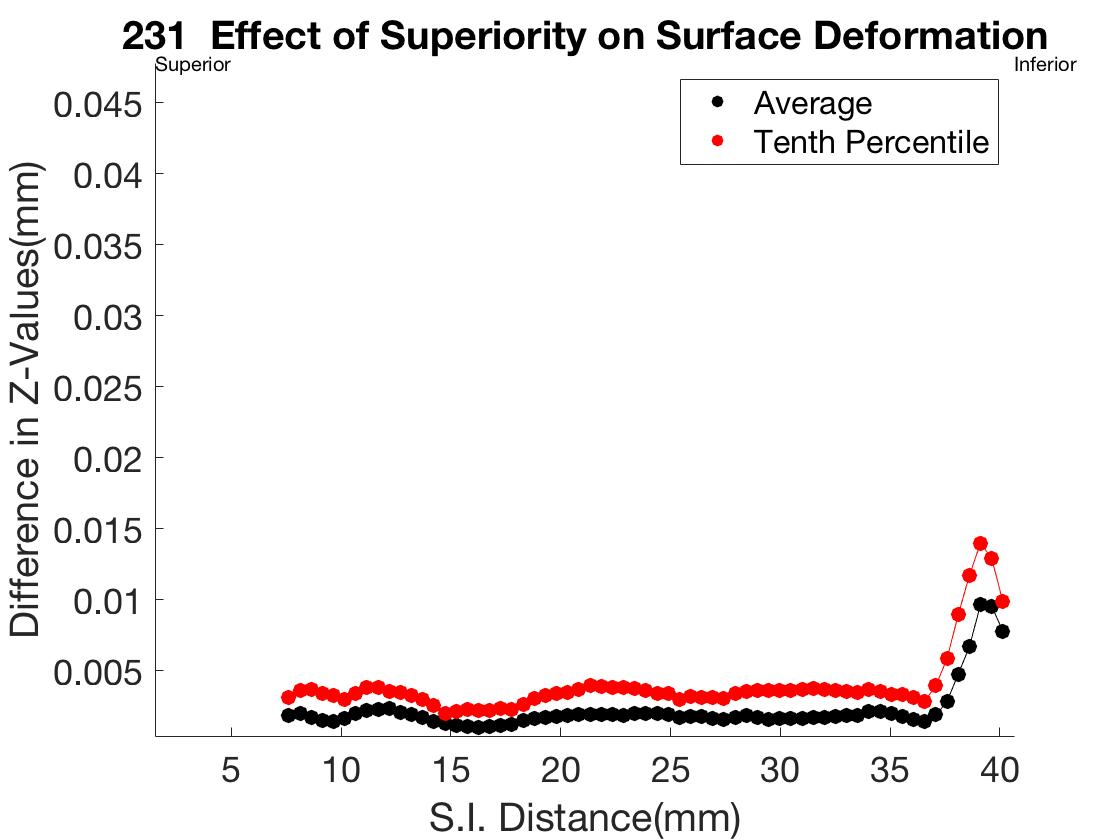 231  Effect of Superiority on Surface Deformation
Superior
Inferior
Average
Tenth Percentile
0.045
0.04
0.035
0.03
0.025
0.02
0.015
0.01
0.005
Difference in Z-Values(mm)
5
10
15
20
25
30
35
40
S.I. Distance(mm)